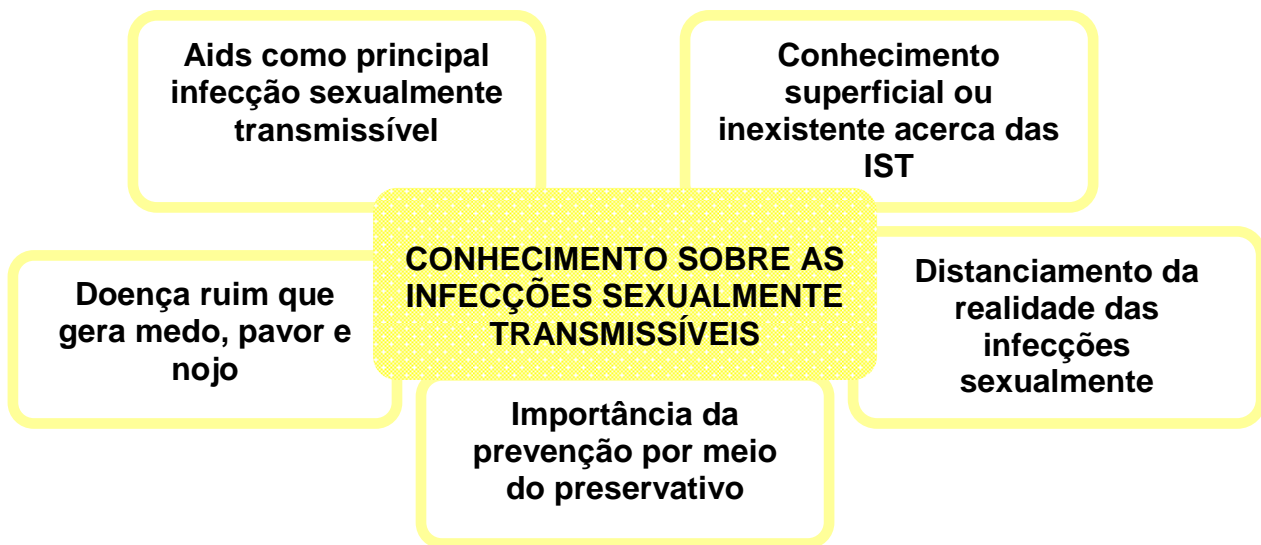 Aids como principal
infecção sexualmente
transmissível
Conhecimento
superficial ou
inexistente acerca das
IST
CONHECIMENTO SOBRE AS
INFECÇÕES SEXUALMENTE
TRANSMISSÍVEIS
Doença ruim que
gera medo, pavor e
nojo
Distanciamento da
realidade das
infecções
sexualmente
Importância da
prevenção por meio
do preservativo